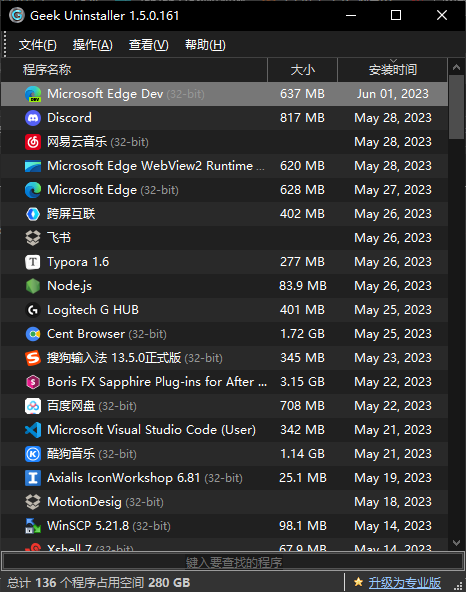 Geek Uninstaller 1.5.0.161
文件(F) 操作(A) 查看(V) 帮助(H)
程序名称 大小 安装时间
Microsoft Edge Dev (32-bit) 637 MB Jun 01, 2023
Discord 817 MB May 28, 2023
网易云音乐 (32-bit) May 28, 2023
Microsoft Edge WebView2 Runtime ... 620 MB May 28, 2023
Microsoft Edge (32-bit) 628 MB May 27, 2023
跨屏互联 402 MB May 26, 2023
飞书 May 26, 2023
Typora 1.6 277 MB May 26, 2023
Node.js 83.9 MB May 26, 2023
Logitech G HUB 401 MB May 25, 2023
Cent Browser (32-bit) 1.72 GB May 25, 2023
搜狗输入法 13.5.0正式版 (32-bit) 345 MB May 23, 2023
Boris FX Sapphire Plug-ins for After ... 3.15 GB May 22, 2023
百度网盘 (32-bit) 708 MB May 22, 2023
Microsoft Visual Studio Code (User) 342 MB May 21, 2023
酷狗音乐 (32-bit) 1.14 GB May 21, 2023
Axialis IconWorkshop 6.81 (32-bit) 25.1 MB May 19, 2023
MotionDesig (32-bit) May 18, 2023
WinSCP 5.21.8 (32-bit) 98.1 MB May 14, 2023
Xshell 7 (32-bit) 67.9 MB May 14, 2023
键入要查找的程序
总计 136 个程序占用空间 280 GB 升级为专业版